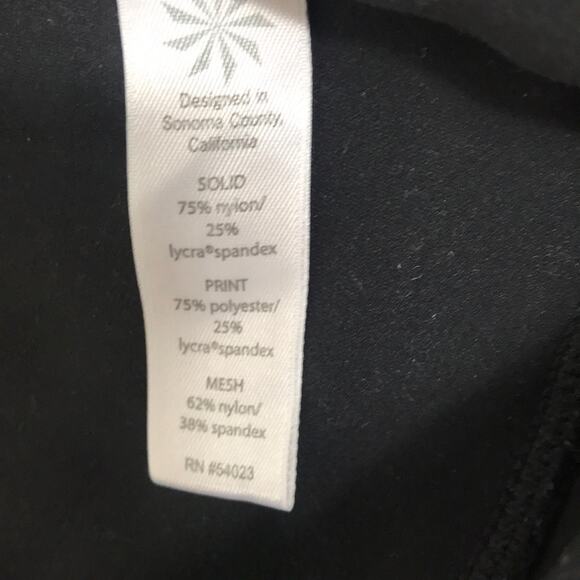 Designed in
Sonoma County,
California
SOLID
75% nylon/
25%
lycra®spandex
PRINT
75% polyester/
25%
lycra®spandex
MESH
62% nylon/
38% spandex
RN #54023